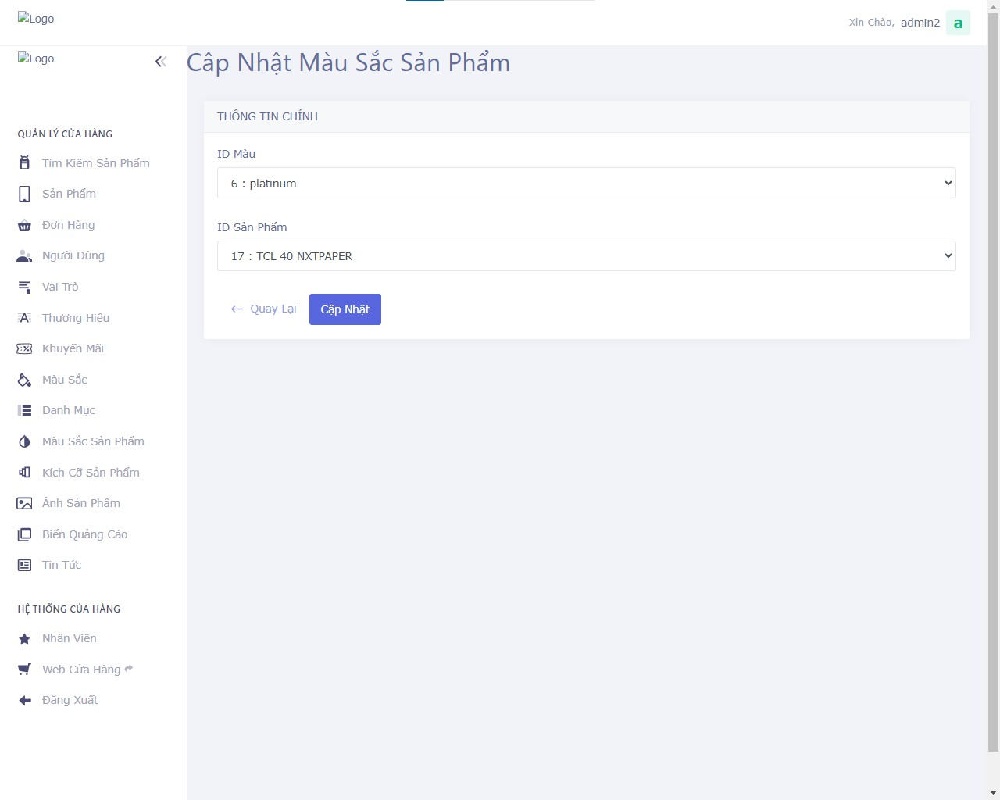 Logo
Xin Chào, admin2 a
Logo
Câp Nhật Màu Sắc Sản Phẩm
THÔNG TIN CHÍNH
ID Màu
6 : platinum
ID Sản Phẩm
17 : TCL 40 NXTPAPER
Quay Lại
Cập Nhật
QUẢN LÝ CỬA HÀNG
Tìm Kiếm Sản Phẩm
Sản Phẩm
Đơn Hàng
Người Dùng
Vai Trò
Thương Hiệu
Khuyến Mãi
Màu Sắc
Danh Mục
Màu Sắc Sản Phẩm
Kích Cỡ Sản Phẩm
Ảnh Sản Phẩm
Biển Quảng Cáo
Tin Tức
HỆ THỐNG CỦA HÀNG
Nhân Viên
Web Cửa Hàng
Đăng Xuất